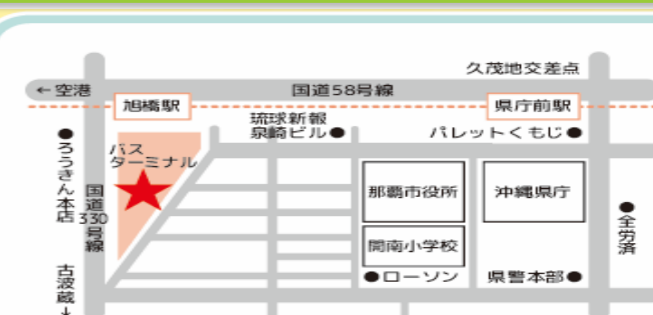 久茂地交差点
←空港
国道58号線
旭橋駅
県庁前駅
琉球新報
泉崎ビル●
パレットくもじ●
●ろうきん本店
バス
ターミナル
国道330号線
那覇市役所
沖縄県庁
●全労済
開南小学校
●ローソン
県警本部●
古波蔵↓